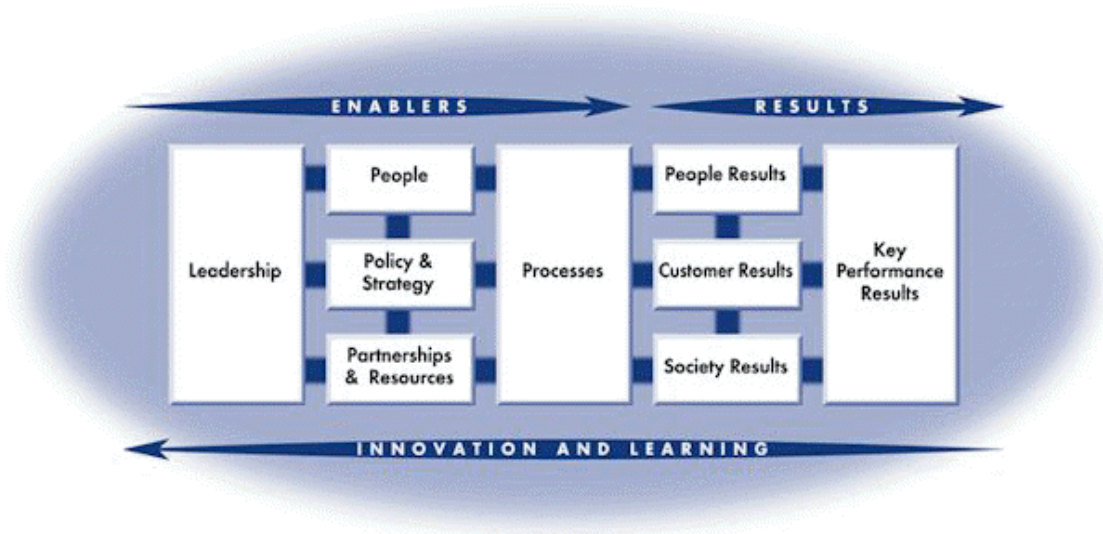 ENABLERS
RESULTS
People
People Results
Leadership
Policy &
Strategy
Processes
Customer Results
Key
Performance
Results
Partnerships
& Resources
Society Results
INNOVATION AND LEARNING